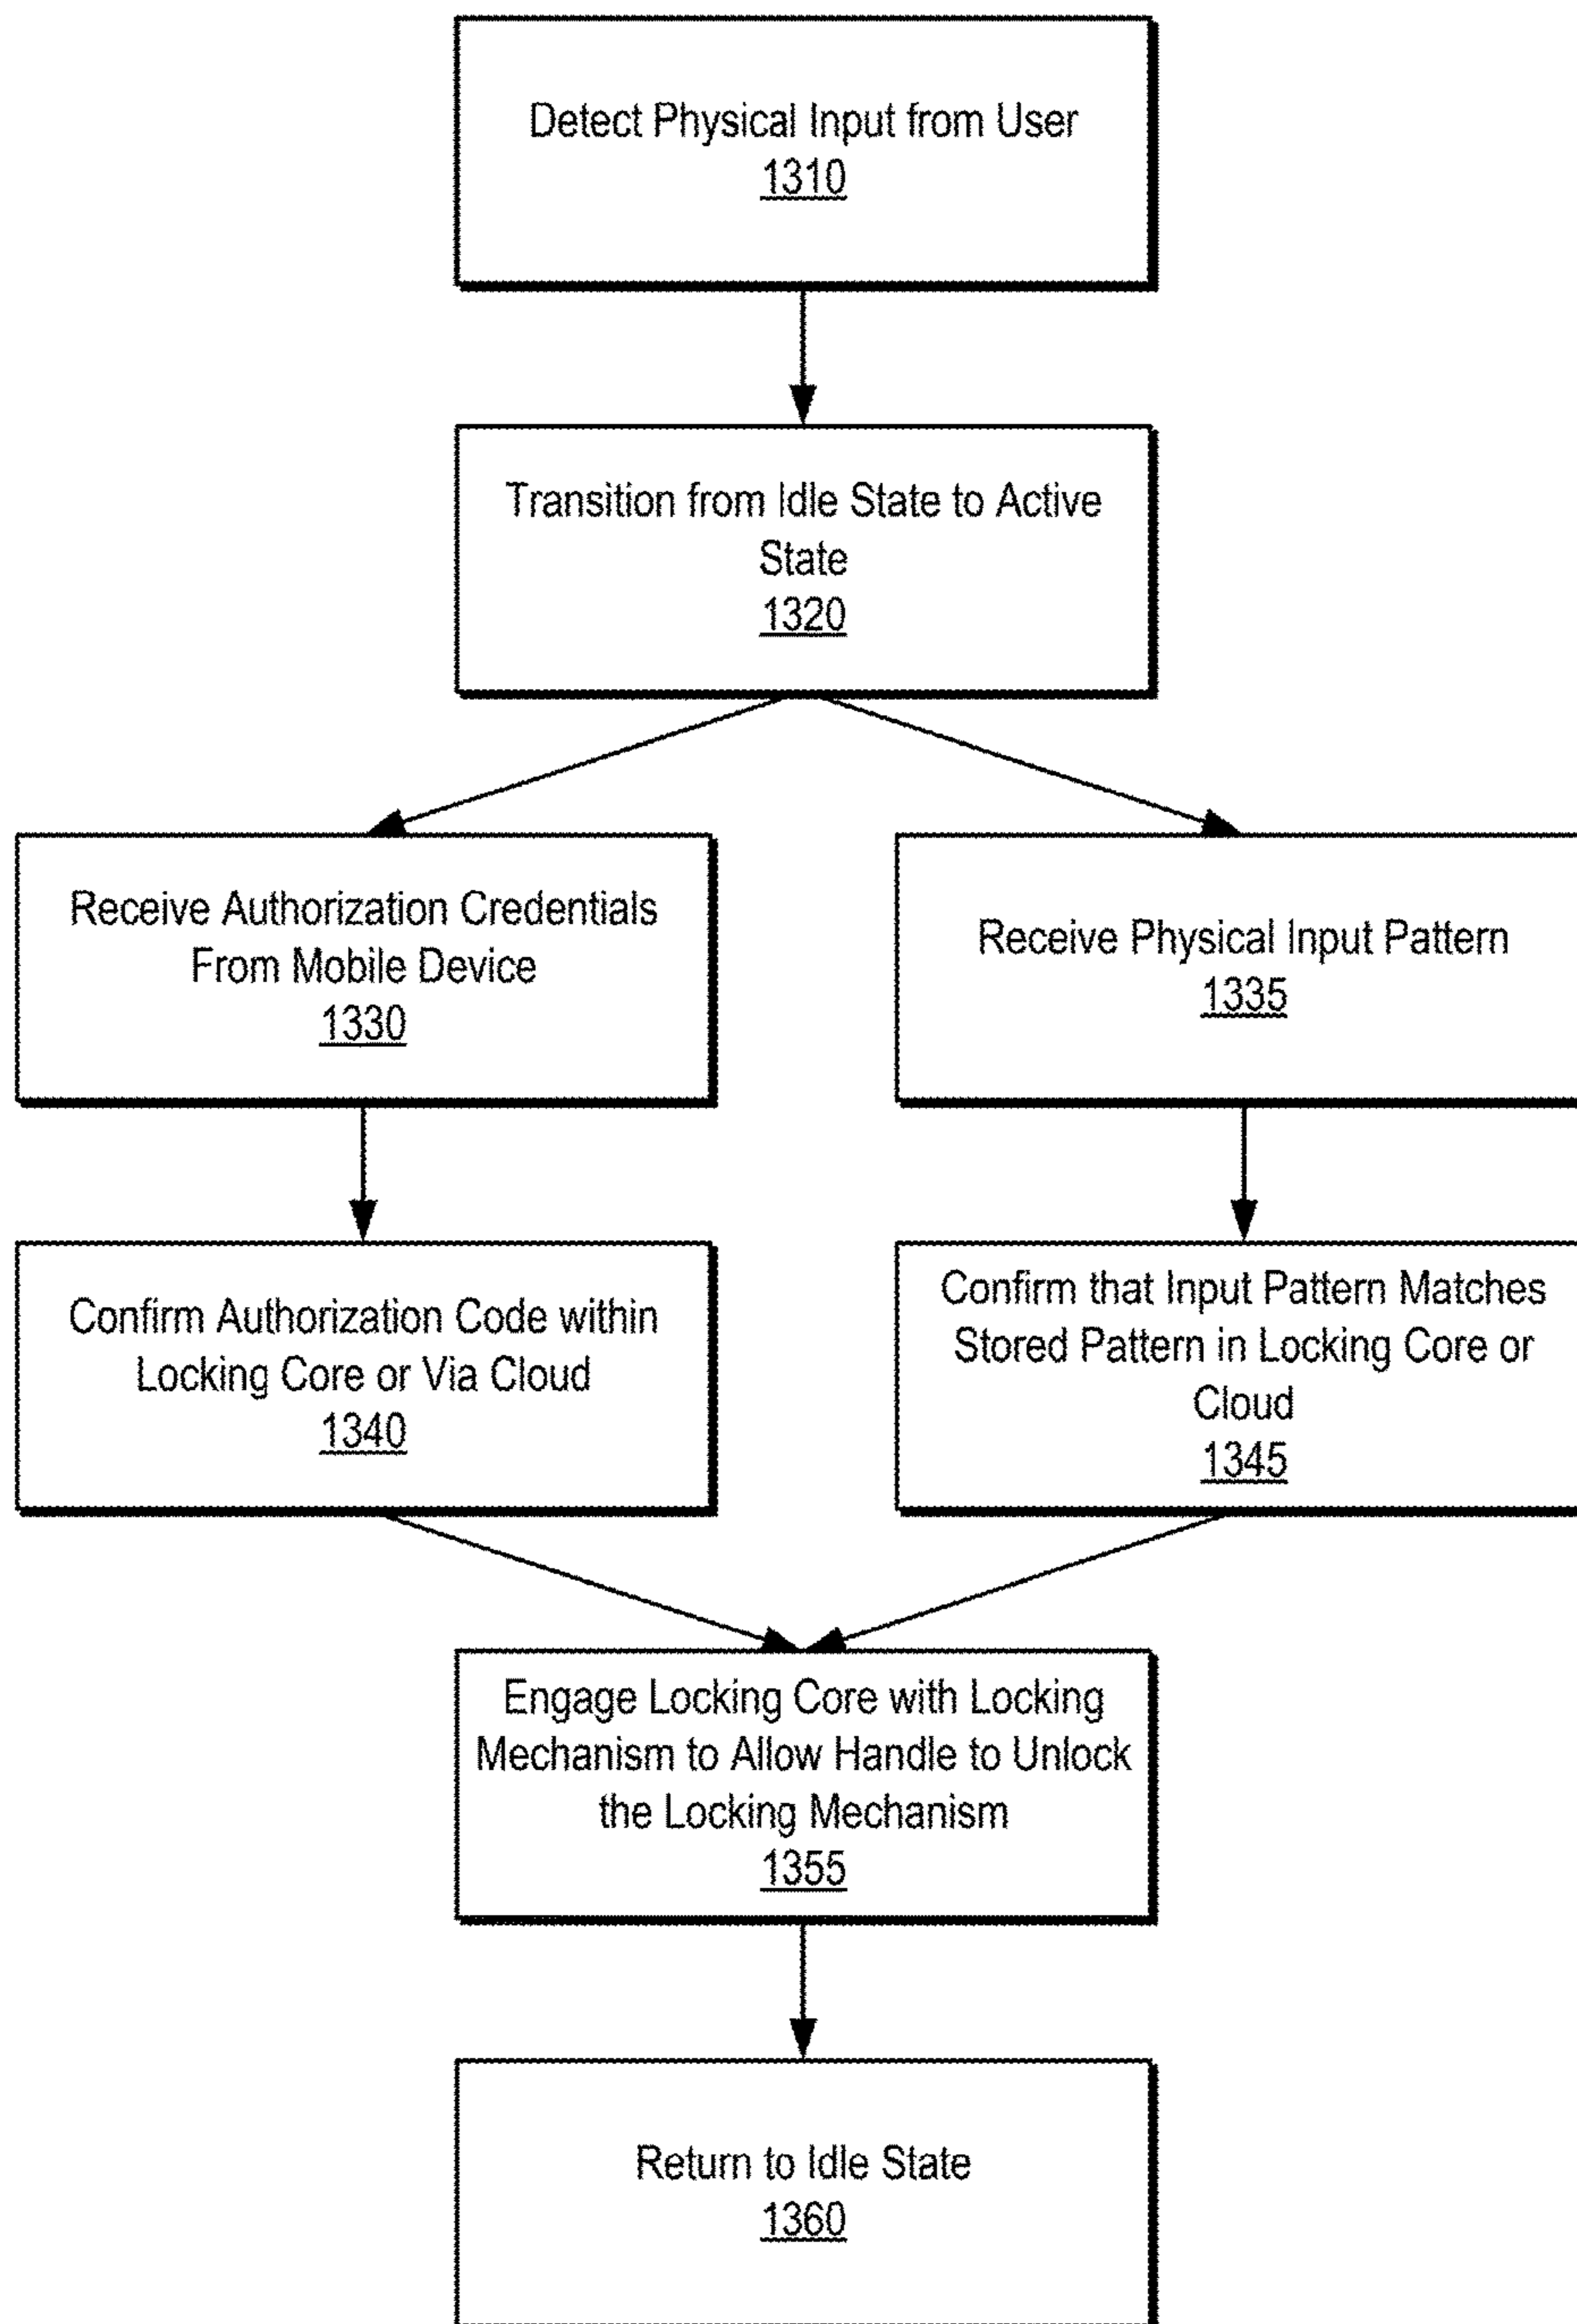 Detect Physical Input from User
1310
Transition from Idle State to Active
State
1320
Receive Authorization Credentials
From Mobile Device
1330
Receive Physical Input Pattern
1335
Confirm Authorization Code within
Locking Core or Via Cloud
1340
Confirm that Input Pattern Matches
Stored Pattern in Locking Core or
Cloud
1345
Engage Locking Core with Locking
Mechanism to Allow Handle to Unlock
the Locking Mechanism
1355
Return to Idle State
1360